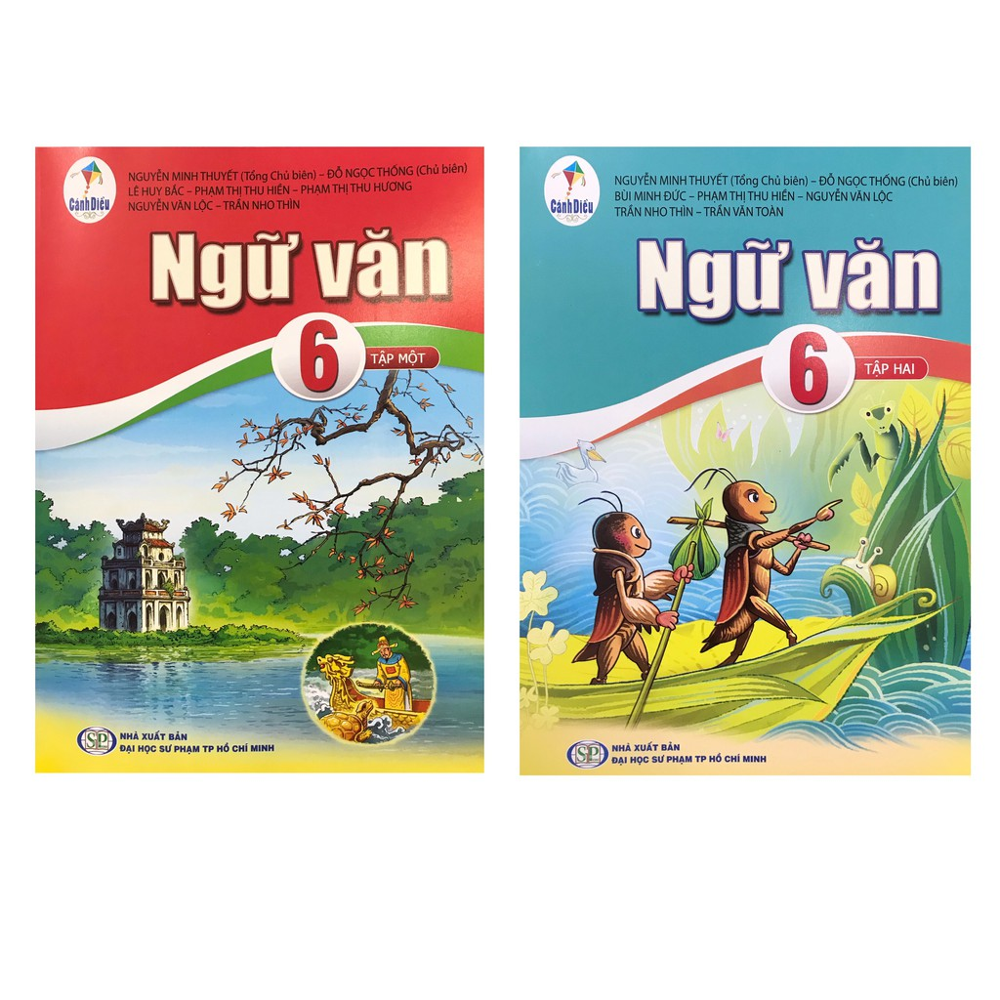 Cánh Diều
NGUYỄN MINH THUYẾT (Tổng Chủ biên) – ĐỖ NGỌC THỐNG (Chủ biên)
LÊ HUY BẮC – PHẠM THỊ THU HIỀN – PHẠM THỊ THU HƯƠNG
NGUYỄN VĂN LỘC – TRẦN NHO THÌN
Ngữ văn
6
TẬP MỘT
SP
NHÀ XUẤT BẢN
ĐẠI HỌC SƯ PHẠM TP HỒ CHÍ MINH
Cánh Diều
NGUYỄN MINH THUYẾT (Tổng Chủ biên) – ĐỖ NGỌC THỐNG (Chủ biên)
BÙI MINH ĐỨC – PHẠM THỊ THU HIỀN – NGUYỄN VĂN LỘC
TRẦN NHO THÌN – TRẦN VĂN TOÀN
Ngữ văn
6
TẬP HAI
SP
NHÀ XUẤT BẢN
ĐẠI HỌC SƯ PHẠM TP HỒ CHÍ MINH